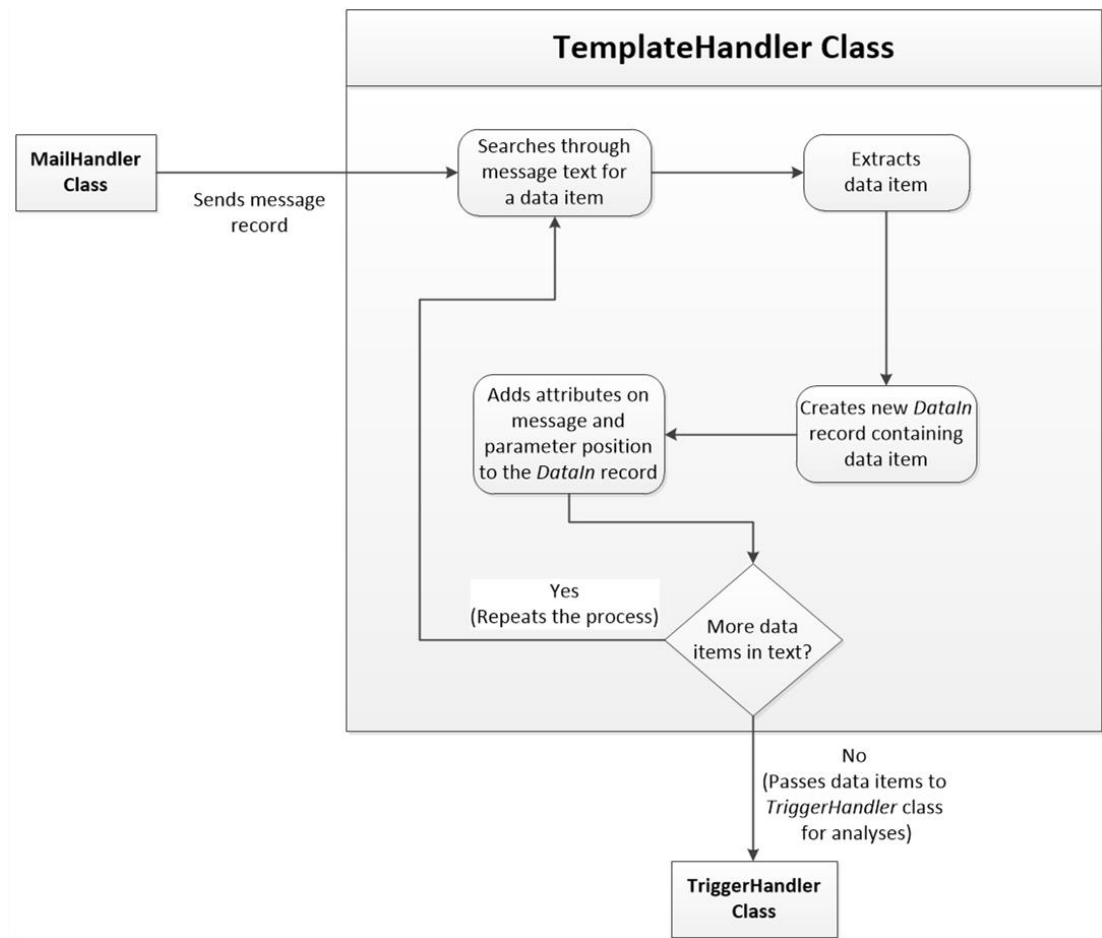 TemplateHandler Class
MailHandler
Class
Sends message
record
Searches through
message text for
a data item
Extracts
data item
Creates new DataIn
record containing
data item
Adds attributes on
message and
parameter position
to the DataIn record
More data
items in text?
Yes
(Repeats the process)
No
(Passes data items to
TriggerHandler class
for analyses)
TriggerHandler
Class